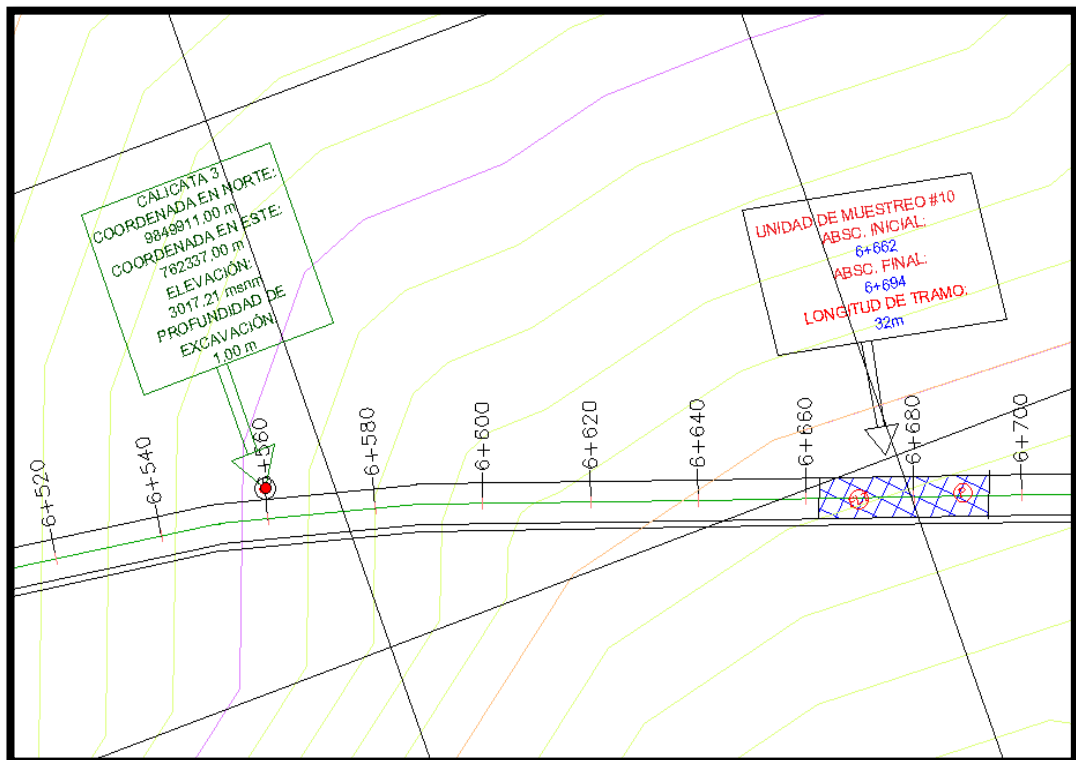 CALICATA 3
COORDENADA EN NORTE:
9849911.00 m
COORDENADA EN ESTE:
762337.00 m
ELEVACIÓN:
3017.21 msnm
PROFUNDIDAD DE
EXCAVACIÓN:
1.00 m
UNIDAD DE MUESTREO #10
ABSC. INICIAL:
6+662
ABSC. FINAL:
6+694
LONGITUD DE TRAMO:
32m
6+520
6+540
6+560
6+580
6+600
6+620
6+640
6+660
6+680
6+700